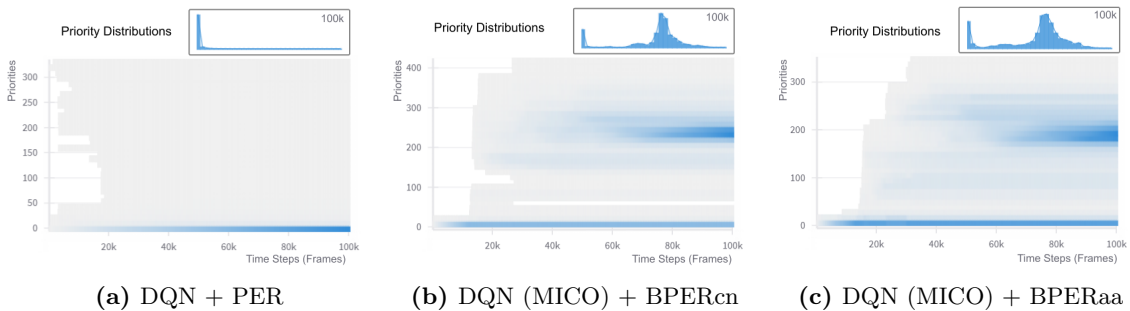 Priority Distributions
100k
Priorities
300
250
200
150
100
50
0
20k
40k
60k
80k
100k
Time Steps (Frames)
(a) DQN + PER
Priority Distributions
100k
Priorities
400
300
200
100
0
20k
40k
60k
80k
100k
Time Steps (Frames)
(b) DQN (MICO) + BPERcn
Priority Distributions
100k
Priorities
300
200
100
0
20k
40k
60k
80k
100k
Time Steps (Frames)
(c) DQN (MICO) + BPERaa